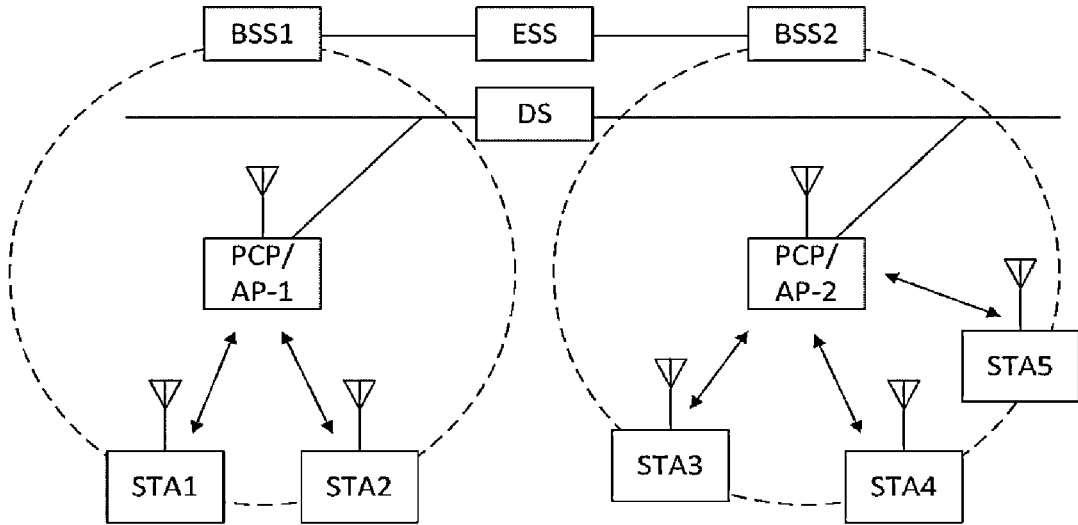 BSS1
ESS
BSS2
DS
PCP/
AP-1
PCP/
AP-2
STA1
STA2
STA3
STA4
STA5